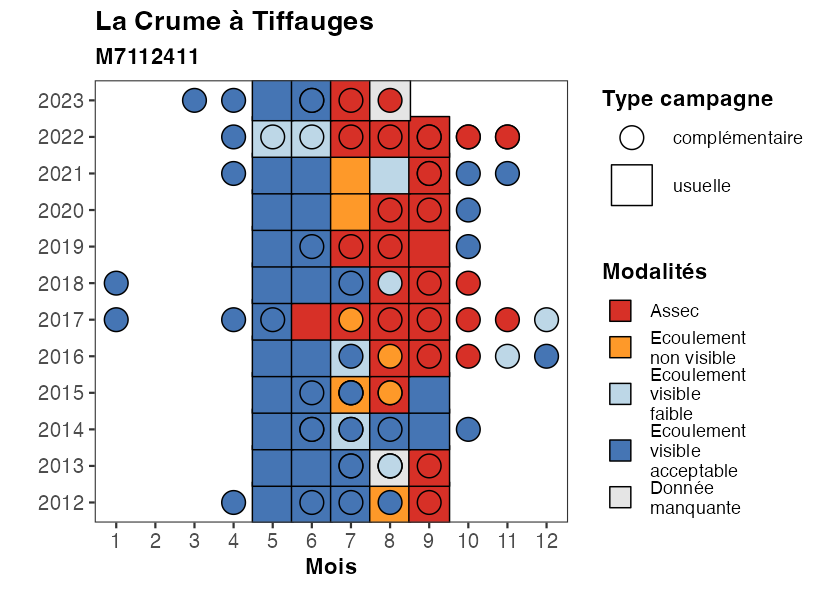 La Crume à Tiffauges
M7112411
2023
2022
2021
2020
2019
2018
2017
2016
2015
2014
2013
2012
1 2 3 4 5 6 7 8 9 10 11 12
Mois
Type campagne
complémentaire
usuelle
Modalités
Assec
Ecoulement
non visible
Ecoulement
visible
faible
Ecoulement
visible
acceptable
Donnée
manquante